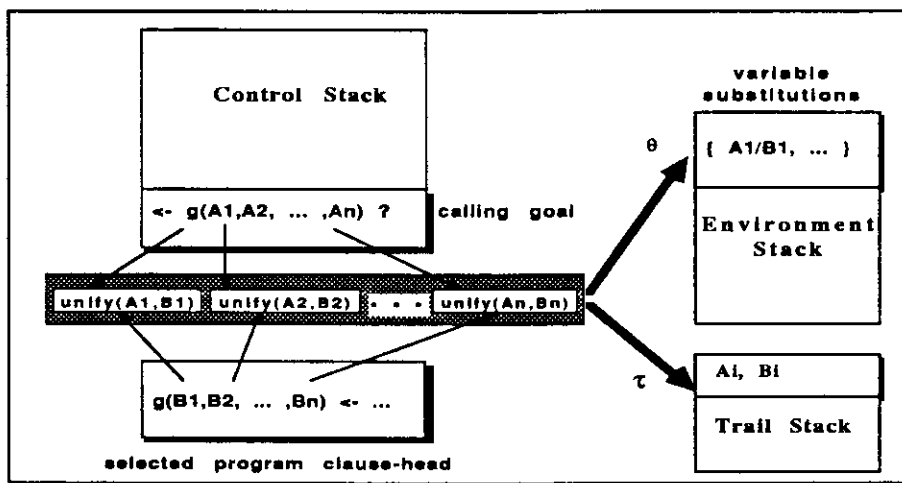 Control Stack
<- g(A1,A2, ... ,An) ?
calling goal
unify(A1,B1)
unify(A2,B2)
- - -
unify(An,Bn)
g(B1,B2, ... ,Bn) <- ...
selected program clause-head
θ
τ
variable
substitutions
{ A1/B1, ... }
Environment
Stack
Ai, Bi
Trail Stack